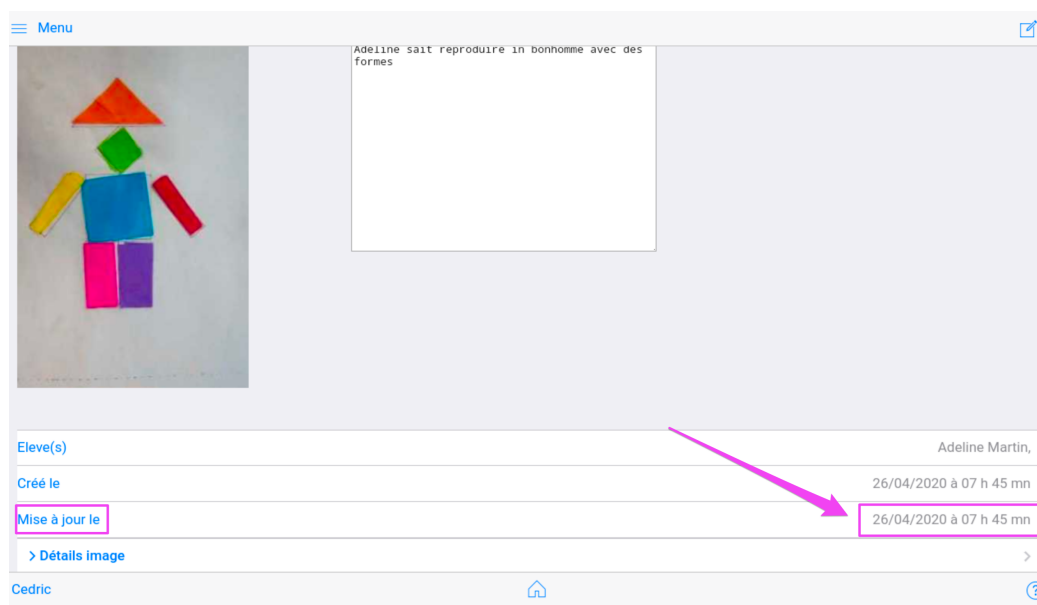 Menu
Adeline sait reproduire in bonhomme avec des
formes
Eleve(s) Adeline Martin,
Créé le 26/04/2020 à 07 h 45 mn
Mise à jour le 26/04/2020 à 07 h 45 mn
> Détails image >
Cedric ?